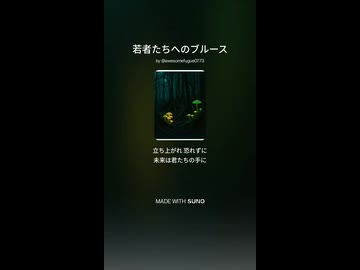 若者たちへのブルース
by @awesomefugue0773
立ち上がれ 恐れずに
未来は君たちの手に
MADE WITH SUNO